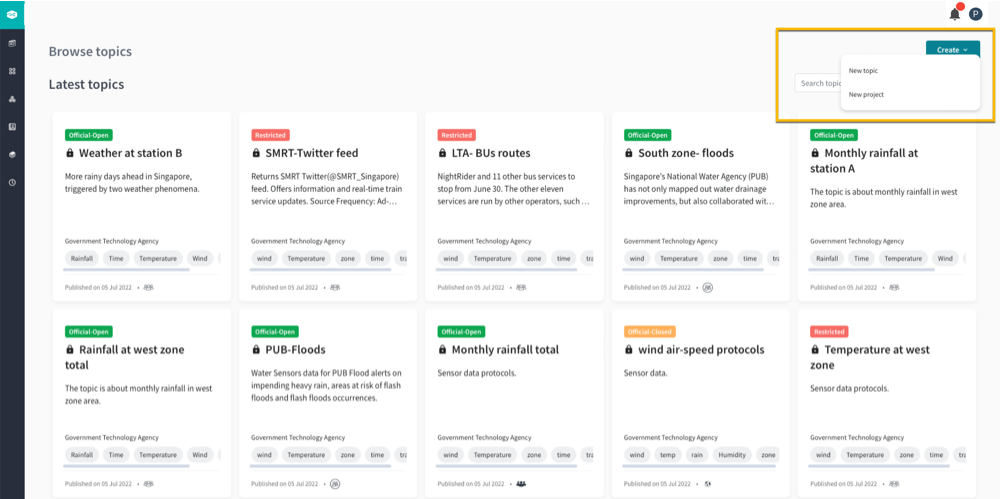 P
Browse topics
Create
New topic
Search topic
New project
Latest topics
Official-Open
Weather at station B
More rainy days ahead in Singapore,
triggered by two weather phenomena.
Government Technology Agency
Rainfall Time Temperature Wind
Published on 05 Jul 2022
Restricted
SMRT-Twitter feed
Returns SMRT Twitter(@SMRT_Singapore)
feed. Offers information and real-time train
service updates. Source Frequency: Ad-...
Government Technology Agency
wind Temperature zone time
Published on 05 Jul 2022
Restricted
LTA- BUs routes
NightRider and 11 other bus services to
stop from June 30. The other eleven
services are run by other operators, such ...
Government Technology Agency
wind Temperature zone time
Published on 05 Jul 2022
Official-Open
South zone- floods
Singapore's National Water Agency (PUB)
has not only mapped out water drainage
improvements, but also collaborated wit...
Government Technology Agency
wind Temperature zone time
Published on 05 Jul 2022
Official-Open
Monthly rainfall at
station A
The topic is about monthly rainfall in west
zone area.
Government Technology Agency
Rainfall Time Temperature Wind
Published on 05 Jul 2022
Official-Open
Rainfall at west zone
total
The topic is about monthly rainfall in west
zone area.
Government Technology Agency
Rainfall Time Temperature Wind
Published on 05 Jul 2022
Official-Open
PUB-Floods
Water Sensors data for PUB Flood alerts on
impending heavy rain, areas at risk of flash
floods and flash floods occurrences.
Government Technology Agency
wind Temperature zone time
Published on 05 Jul 2022
Official-Open
Monthly rainfall total
Sensor data protocols.
Government Technology Agency
wind Temperature zone time
Published on 05 Jul 2022
Official-Closed
wind air-speed protocols
Sensor data.
Government Technology Agency
wind temp rain Humidity zone
Published on 05 Jul 2022
Restricted
Temperature at west
zone
Sensor data protocols.
Government Technology Agency
wind Temperature zone time
Published on 05 Jul 2022